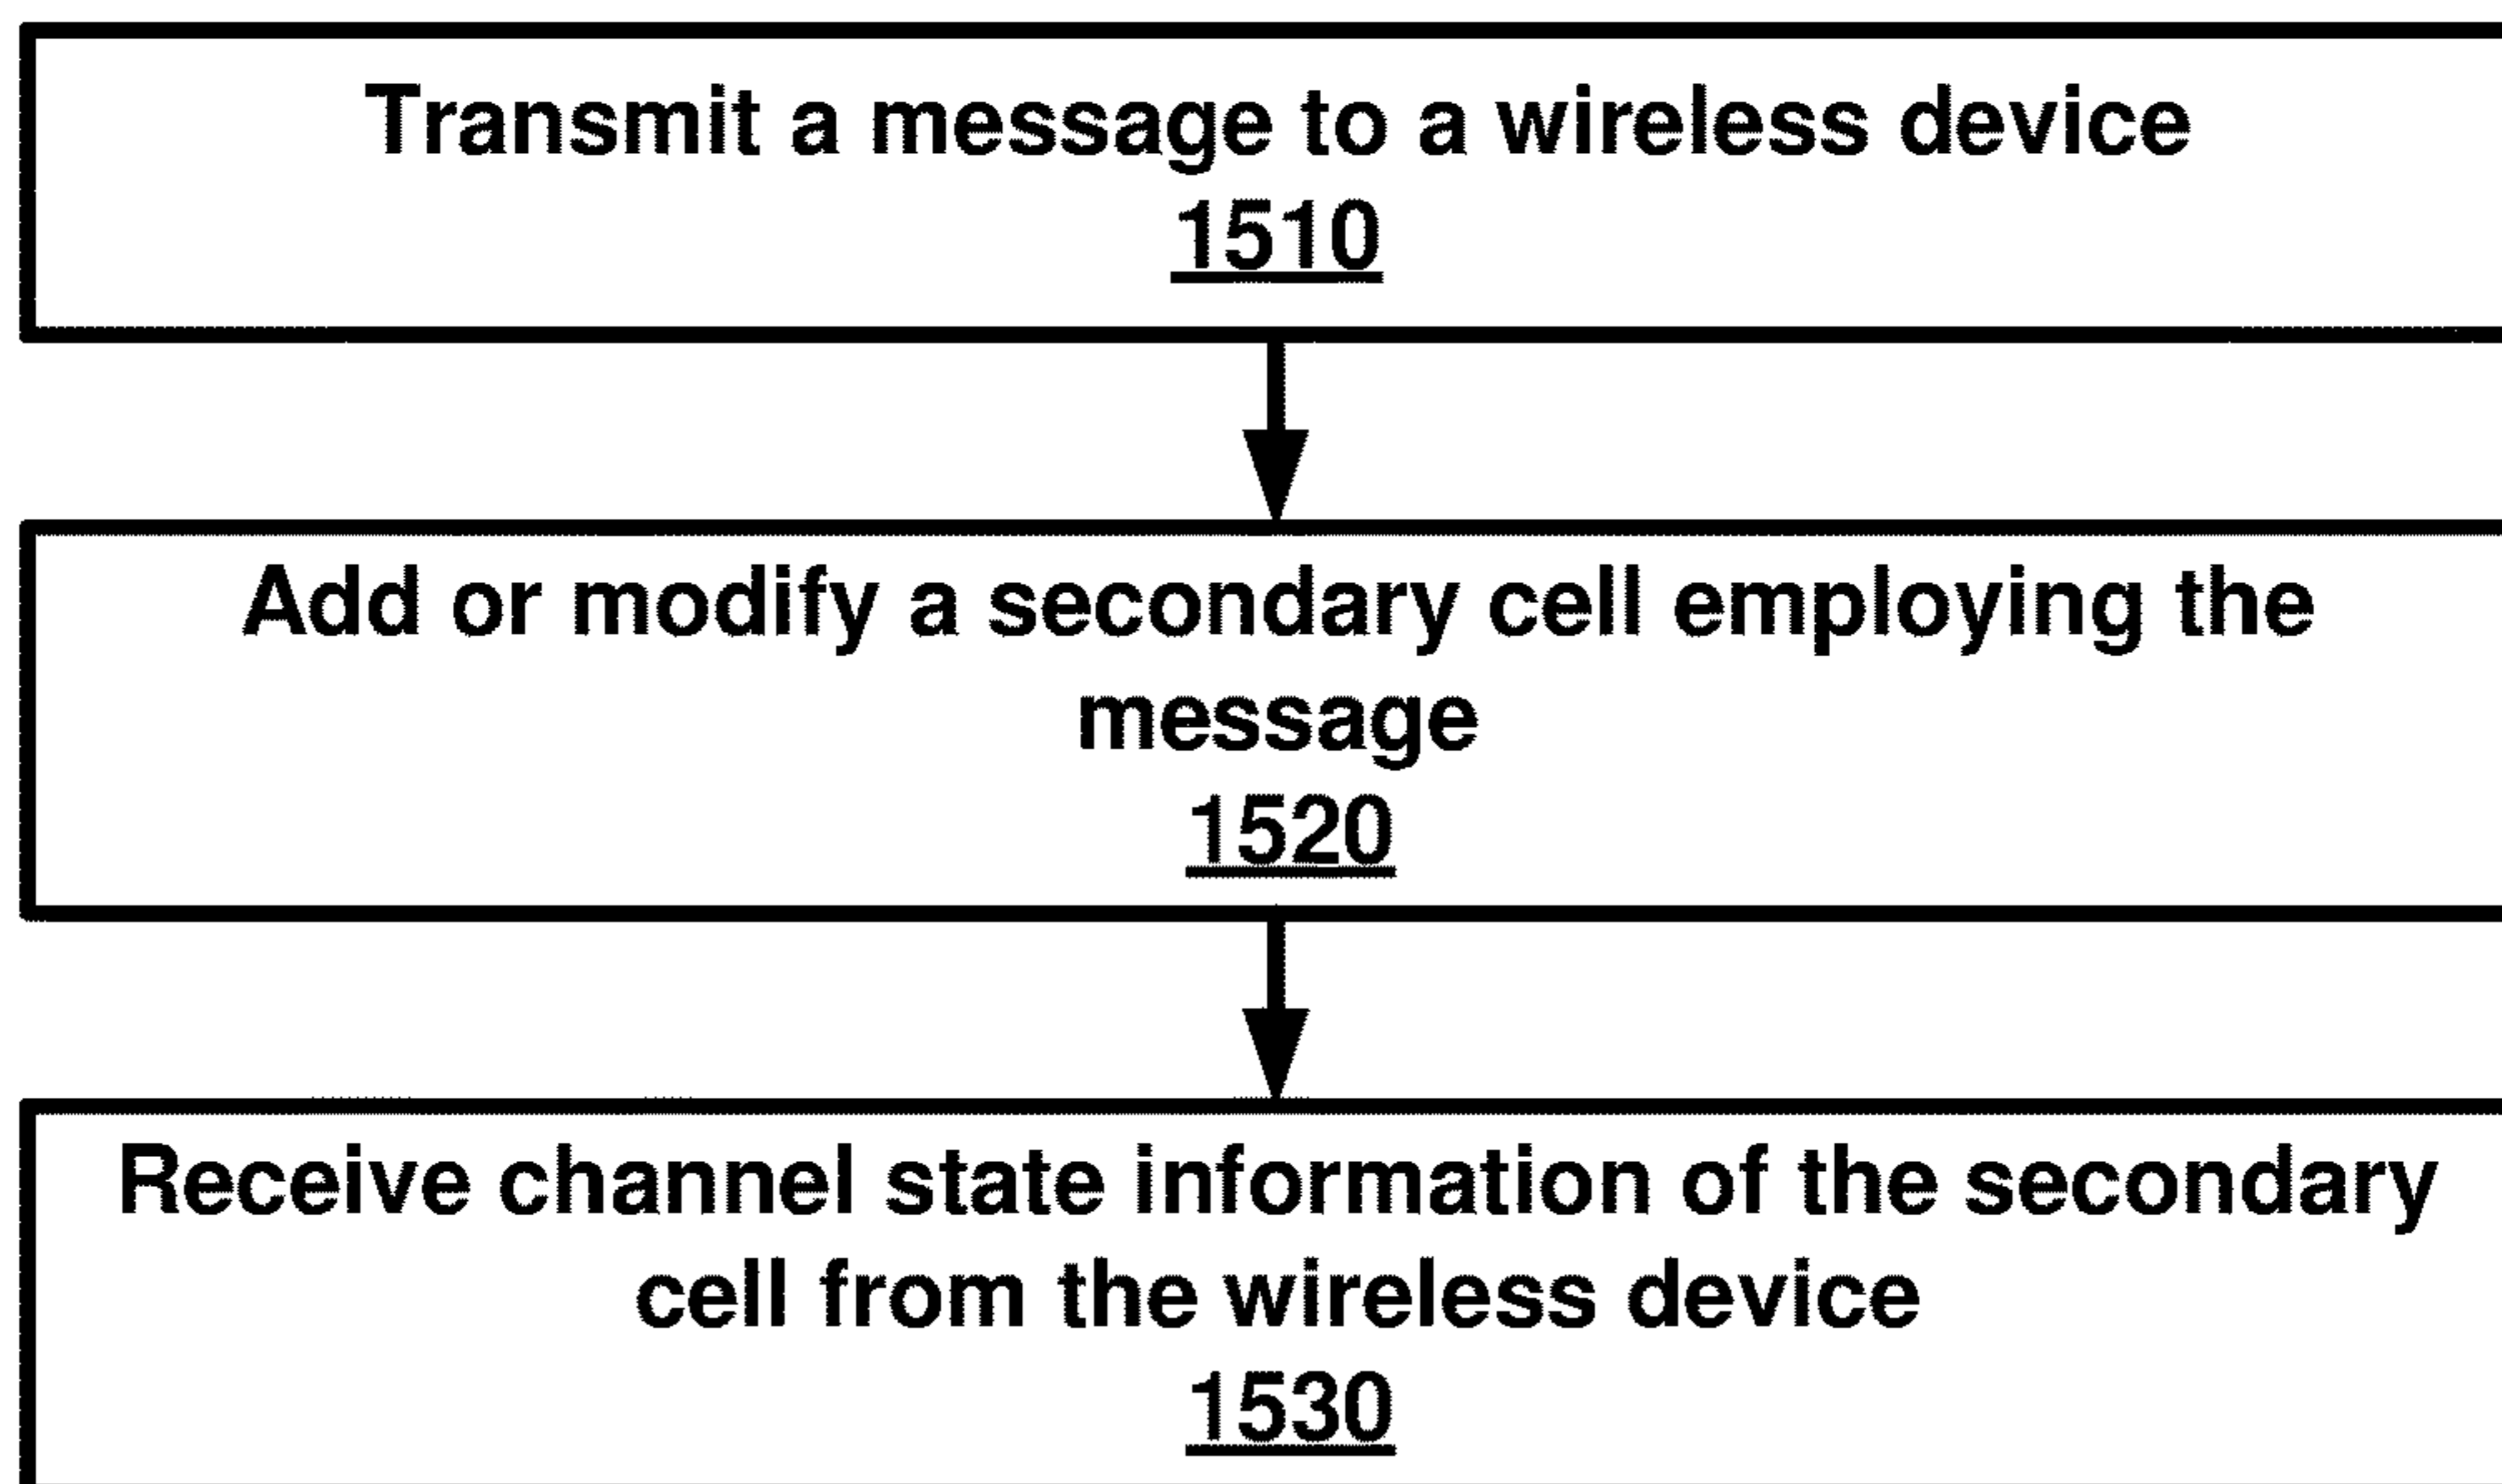 Transmit a message to a wireless device
1510
Add or modify a secondary cell employing the
message
1520
Receive channel state information of the secondary
cell from the wireless device
1530